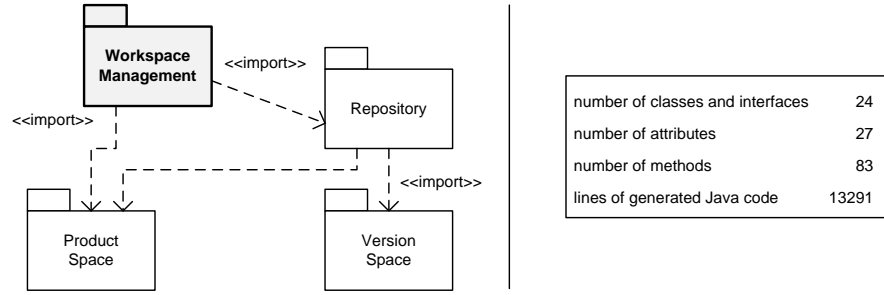 Workspace
Management
<<import>>
<<import>>
Repository
<<import>>
Product
Space
Version
Space
number of classes and interfaces 24
number of attributes 27
number of methods 83
lines of generated Java code 13291